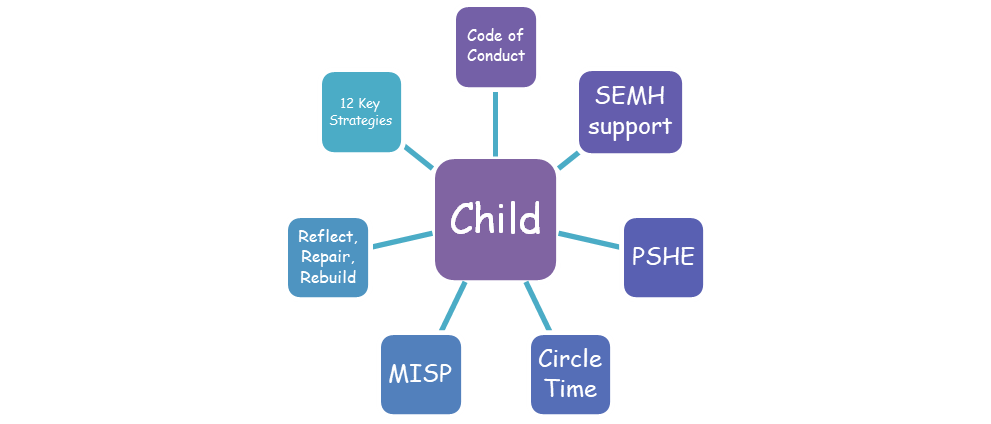 Code of
Conduct
12 Key
Strategies
SEMH
support
Child
Reflect,
Repair,
Rebuild
PSHE
MISP
Circle
Time